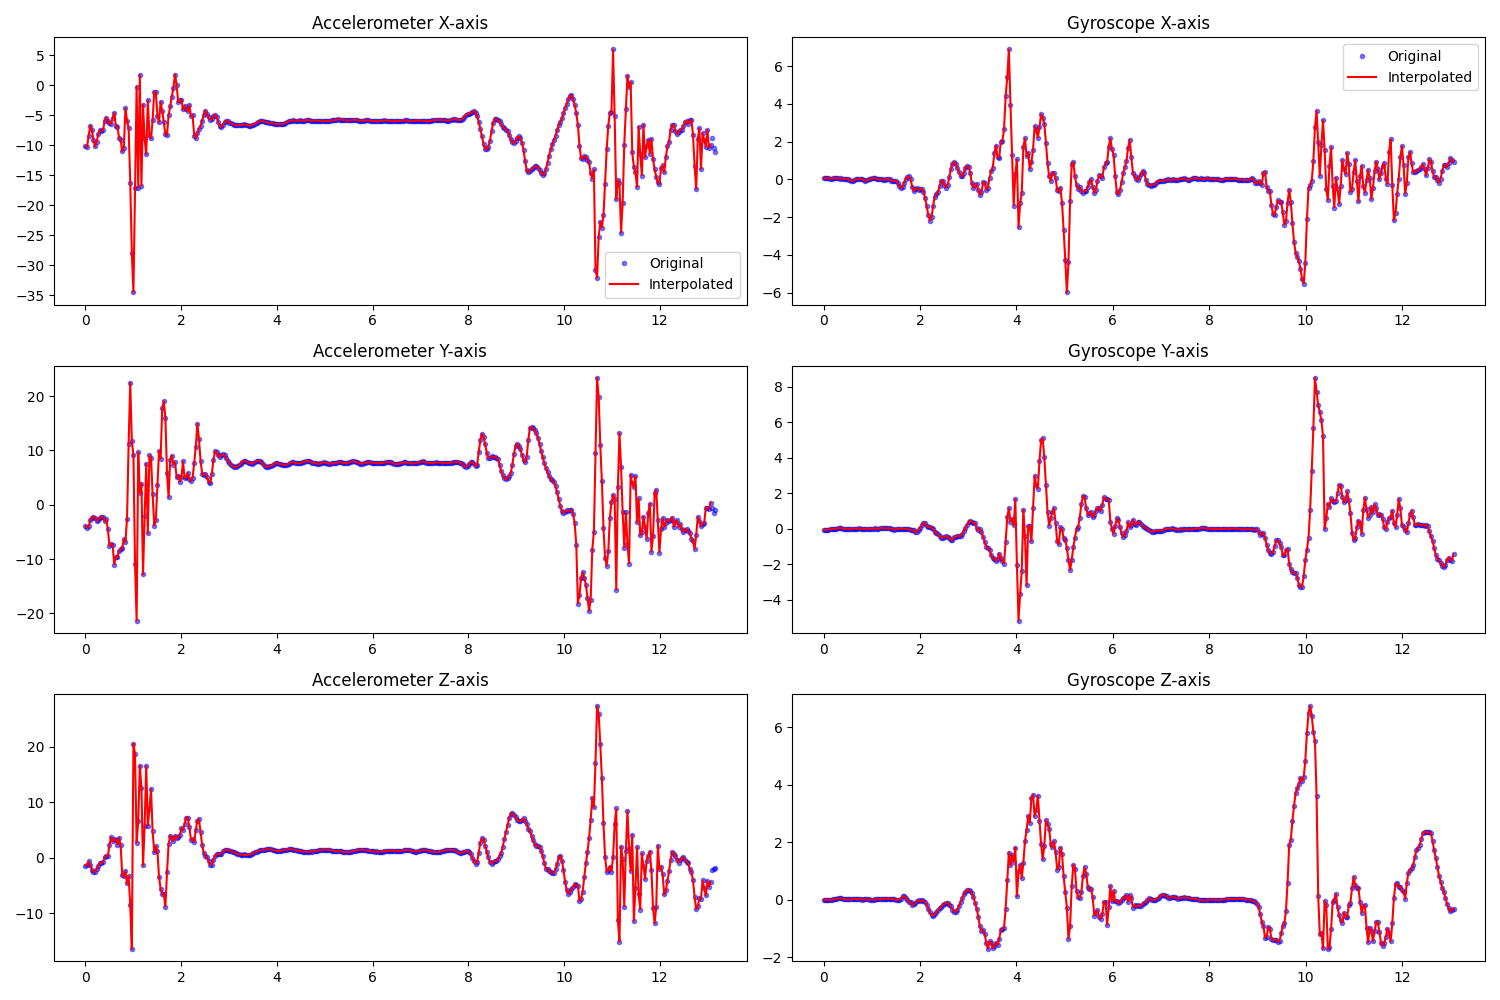 Accelerometer X-axis
5
0
−5
−10
−15
−20
−25
−30
−35
Original
Interpolated
0 2 4 6 8 10 12
Gyroscope X-axis
6
4
2
0
−2
−4
−6
Original
Interpolated
0 2 4 6 8 10 12
Accelerometer Y-axis
20
10
0
−10
−20
0 2 4 6 8 10 12
Gyroscope Y-axis
8
6
4
2
0
−2
−4
0 2 4 6 8 10 12
Accelerometer Z-axis
20
10
0
−10
0 2 4 6 8 10 12
Gyroscope Z-axis
6
4
2
0
−2
0 2 4 6 8 10 12